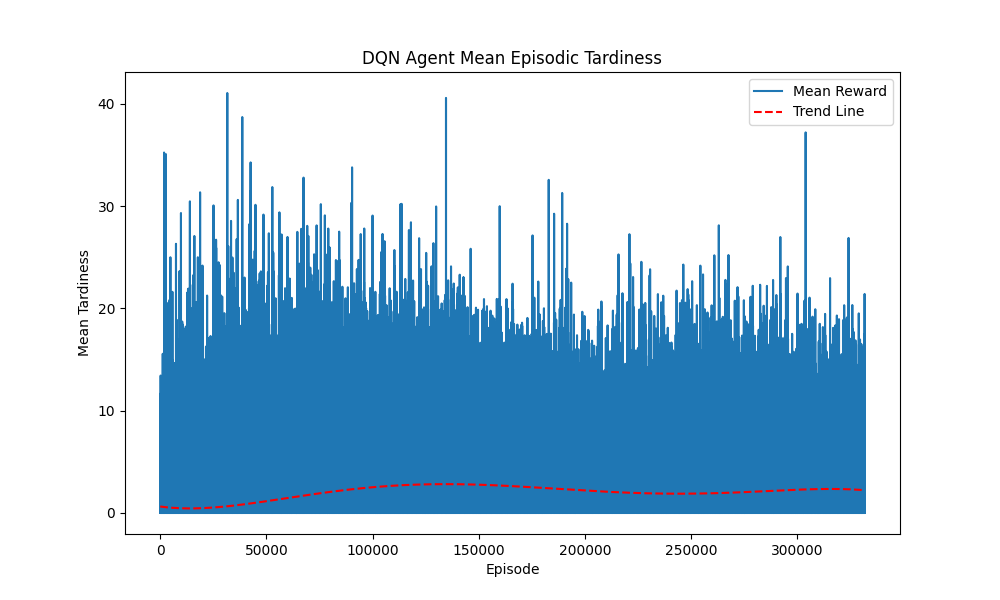 DQN Agent Mean Episodic Tardiness
Mean Reward
Trend Line
Mean Tardiness
40
30
20
10
0
0 50000 100000 150000 200000 250000 300000
Episode